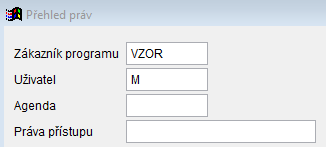 Přehled práv
Zákazník programu VZOR
Uživatel M
Agenda
Práva přístupu